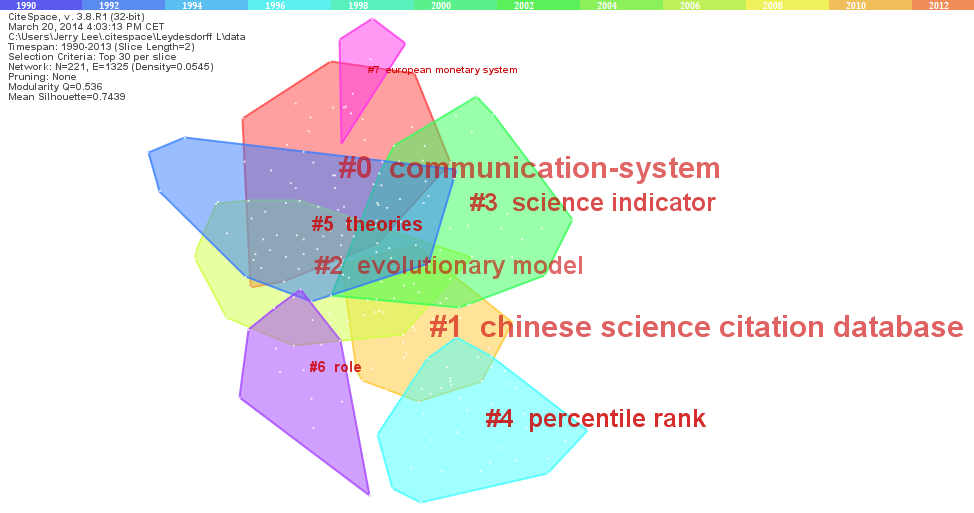 1990 1992 1994 1996 1998 2000 2002 2004 2006 2008 2010 2012
CiteSpace, v. 3.8.R1 (32-bit)
March 20, 2014 4:03:13 PM CET
C:\Users\Jerry Lee\.citespace\Leydesdorff L\data
Timespan: 1990-2013 (Slice Length=2)
Selection Criteria: Top 30 per slice
Network: N=221, E=1325 (Density=0.0545)
Pruning: None
Modularity Q=0.536
Mean Silhouette=0.7439
#7 european monetary system
#0 communication-system
#3 science indicator
#5 theories
#2 evolutionary model
#1 chinese science citation database
#6 role
#4 percentile rank